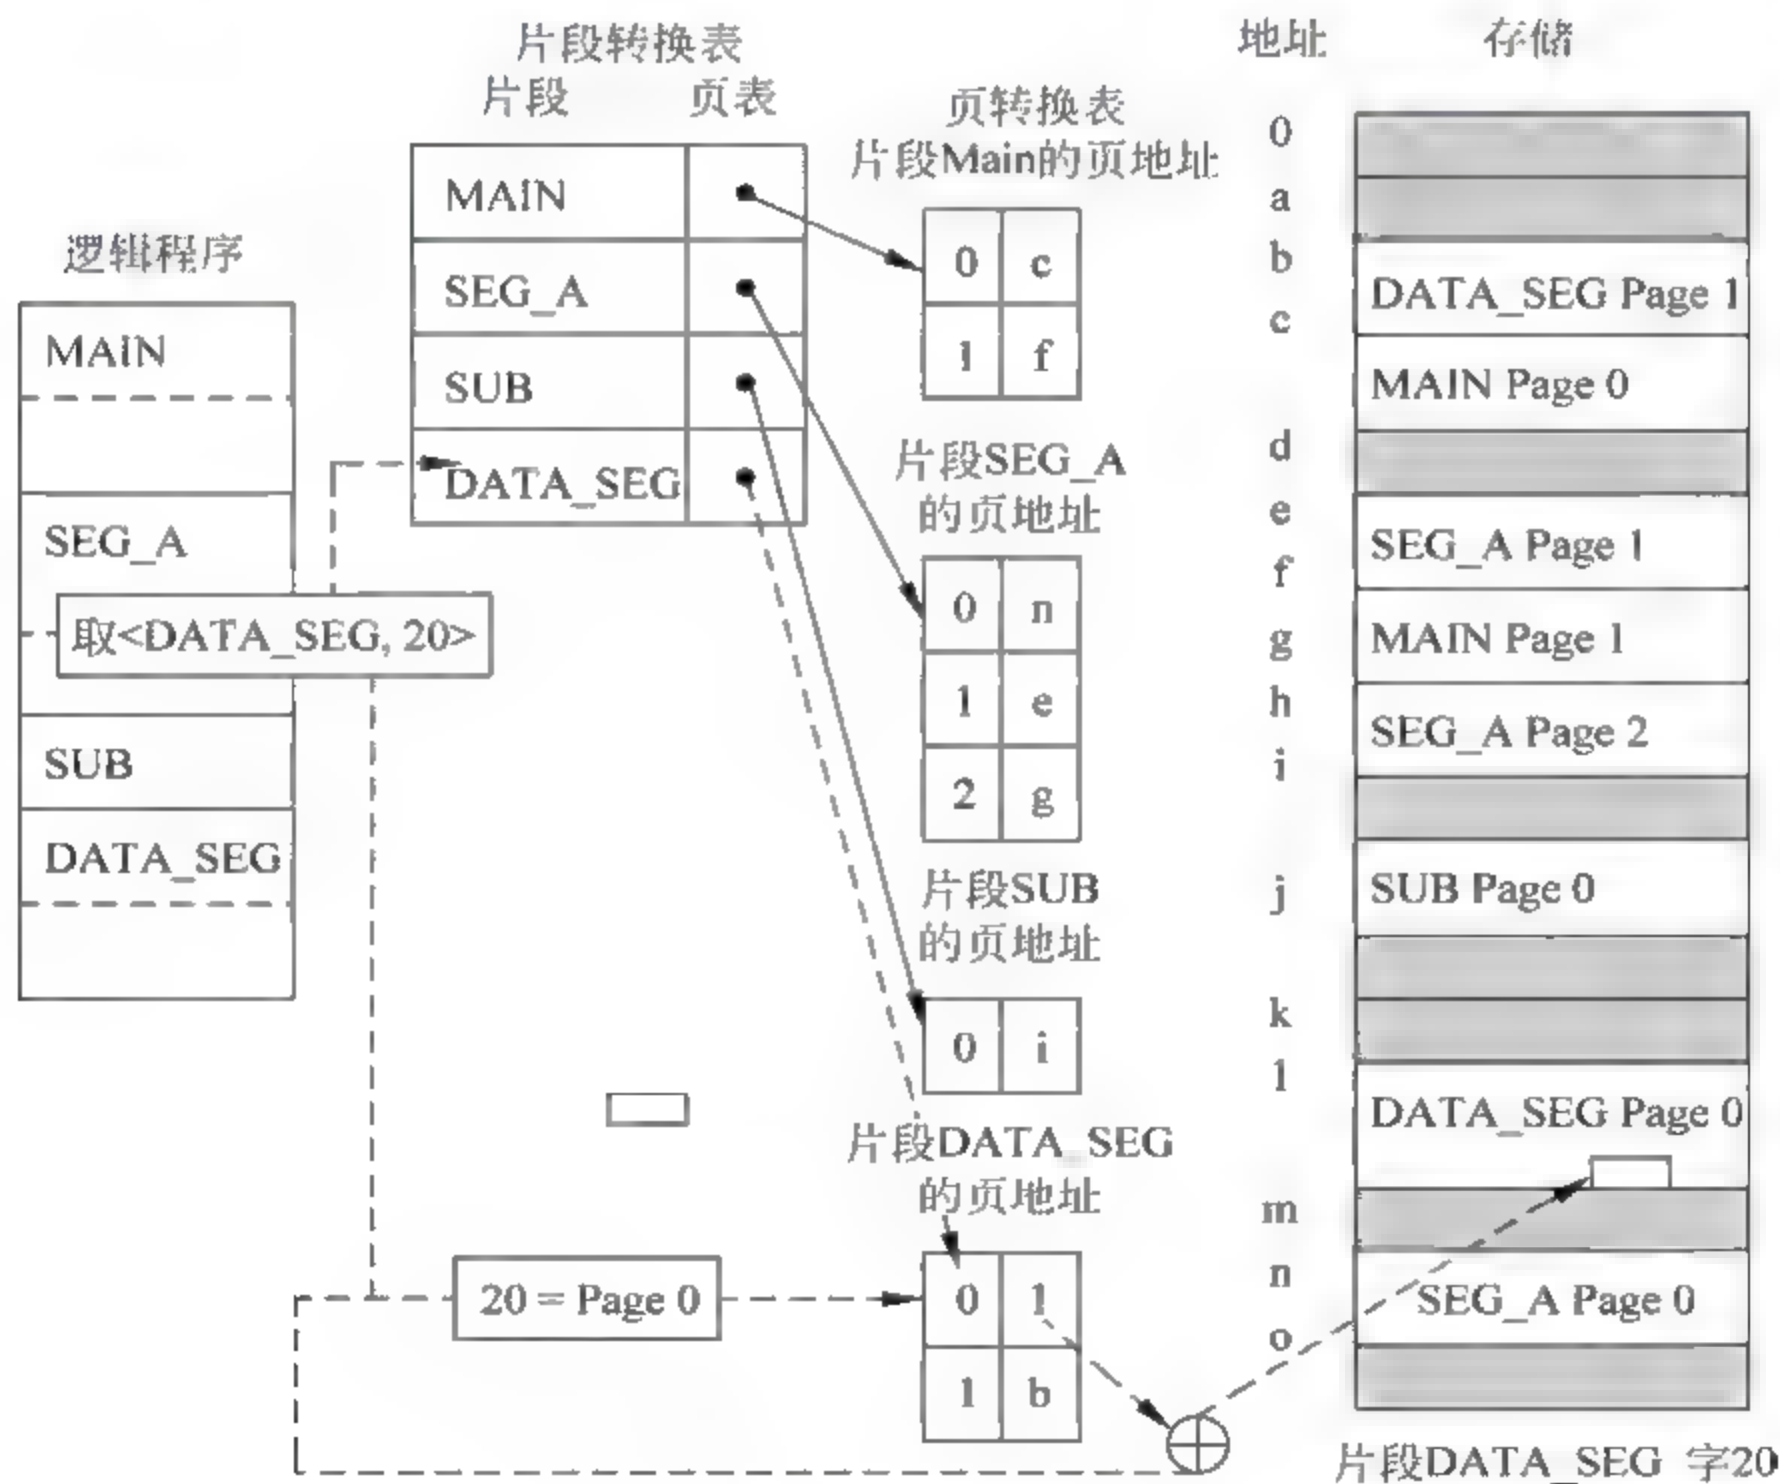 片段转换表
片段 页表
MAIN
SEG_A
SUB
DATA_SEG
逻辑程序
MAIN
SEG_A
取<DATA_SEG, 20>
SUB
DATA_SEG
20 = Page 0
页转换表
片段Main的页地址
0 c
1 f
片段SEG_A
的页地址
0 n
1 e
2 g
片段SUB
的页地址
0 i
片段DATA_SEG
的页地址
0 l
1 b
地址
0
a
b
c
d
e
f
g
h
i
j
k
l
m
n
o
存储
DATA_SEG Page 1
MAIN Page 0
SEG_A Page 1
MAIN Page 1
SEG_A Page 2
SUB Page 0
DATA_SEG Page 0
SEG_A Page 0
片段DATA_SEG 字20